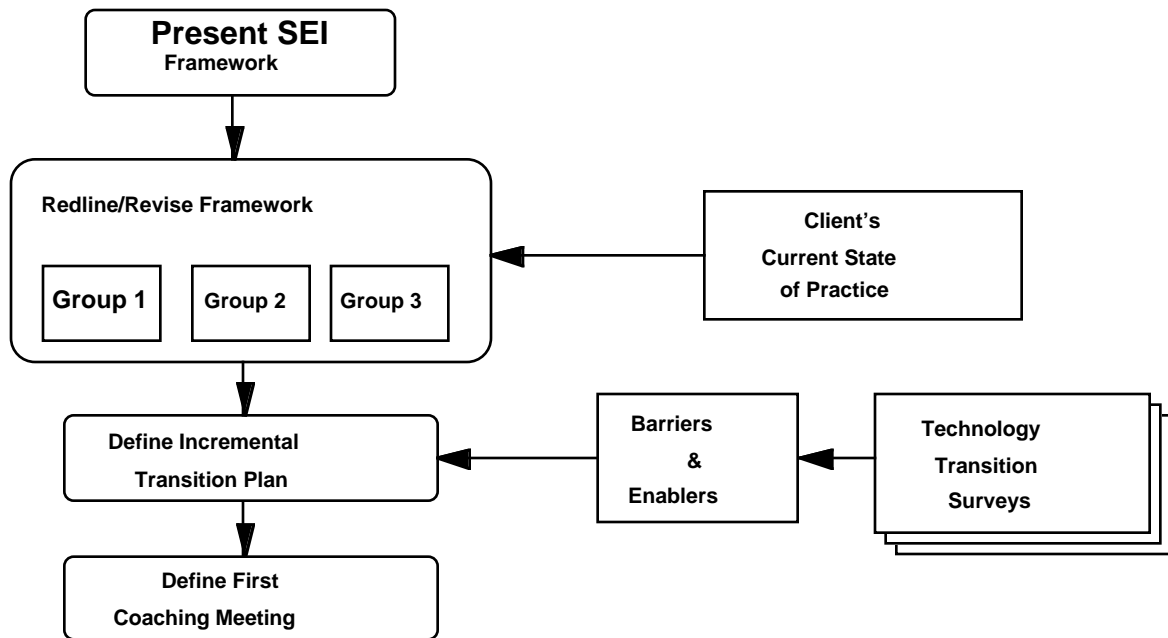 Present SEI
Framework
Redline/Revise Framework
Group 1
Group 2
Group 3
Client’s
Current State
of Practice
Define Incremental
Transition Plan
Barriers
&
Enablers
Technology
Transition
Surveys
Define First
Coaching Meeting